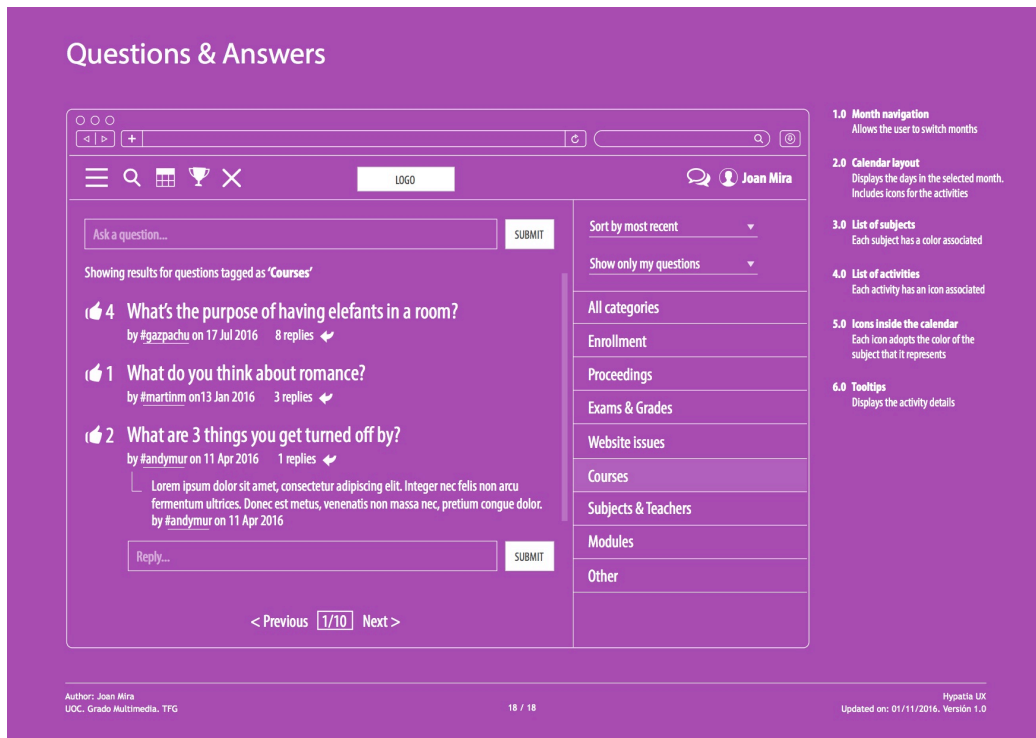 Questions & Answers
LOGO
Joan Mira
Ask a question...
SUBMIT
Showing results for questions tagged as ‘Courses’
4 What's the purpose of having elefants in a room?
by #gazpachu on 17 Jul 2016 8 replies
1 What do you think about romance?
by #martinm on13 Jan 2016 3 replies
2 What are 3 things you get turned off by?
by #andymur on 11 Apr 2016 1 replies
Lorem ipsum dolor sit amet, consectetur adipiscing elit. Integer nec felis non arcu
fermentum ultrices. Donec est metus, venenatis non massa nec, pretium congue dolor.
by #andymur on 11 Apr 2016
Reply...
SUBMIT
< Previous 1/10 Next >
Sort by most recent
Show only my questions
All categories
Enrollment
Proceedings
Exams & Grades
Website issues
Courses
Subjects & Teachers
Modules
Other
1.0 Month navigation
Allows the user to switch months
2.0 Calendar layout
Displays the days in the selected month.
Includes icons for the activities
3.0 List of subjects
Each subject has a color associated
4.0 List of activities
Each activity has an icon associated
5.0 Icons inside the calendar
Each icon adopts the color of the
subject that it represents
6.0 Tooltips
Displays the activity details
Author: Joan Mira
UOC. Grado Multimedia. TFG
18 / 18
Hypatia UX
Updated on: 01/11/2016. Versión 1.0